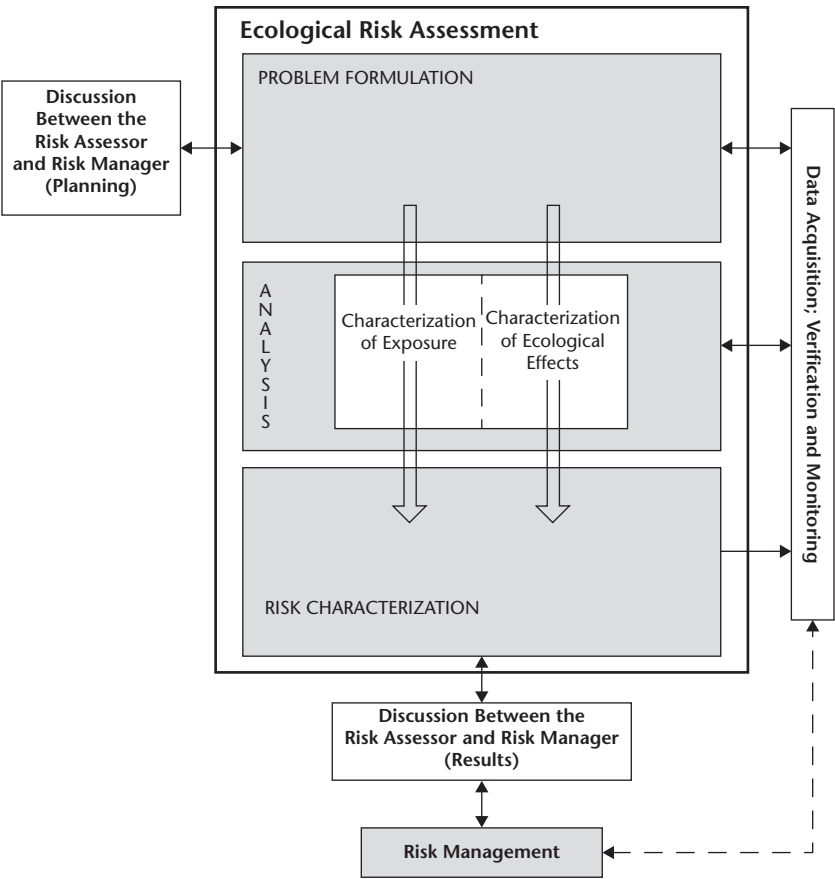 Ecological Risk Assessment
PROBLEM FORMULATION
Discussion
Between the
Risk Assessor
and Risk Manager
(Planning)
ANALYSIS
Characterization
of Exposure
Characterization
of Ecological
Effects
Data Acquisition; Verification and Monitoring
RISK CHARACTERIZATION
Discussion Between the
Risk Assessor and Risk Manager
(Results)
Risk Management